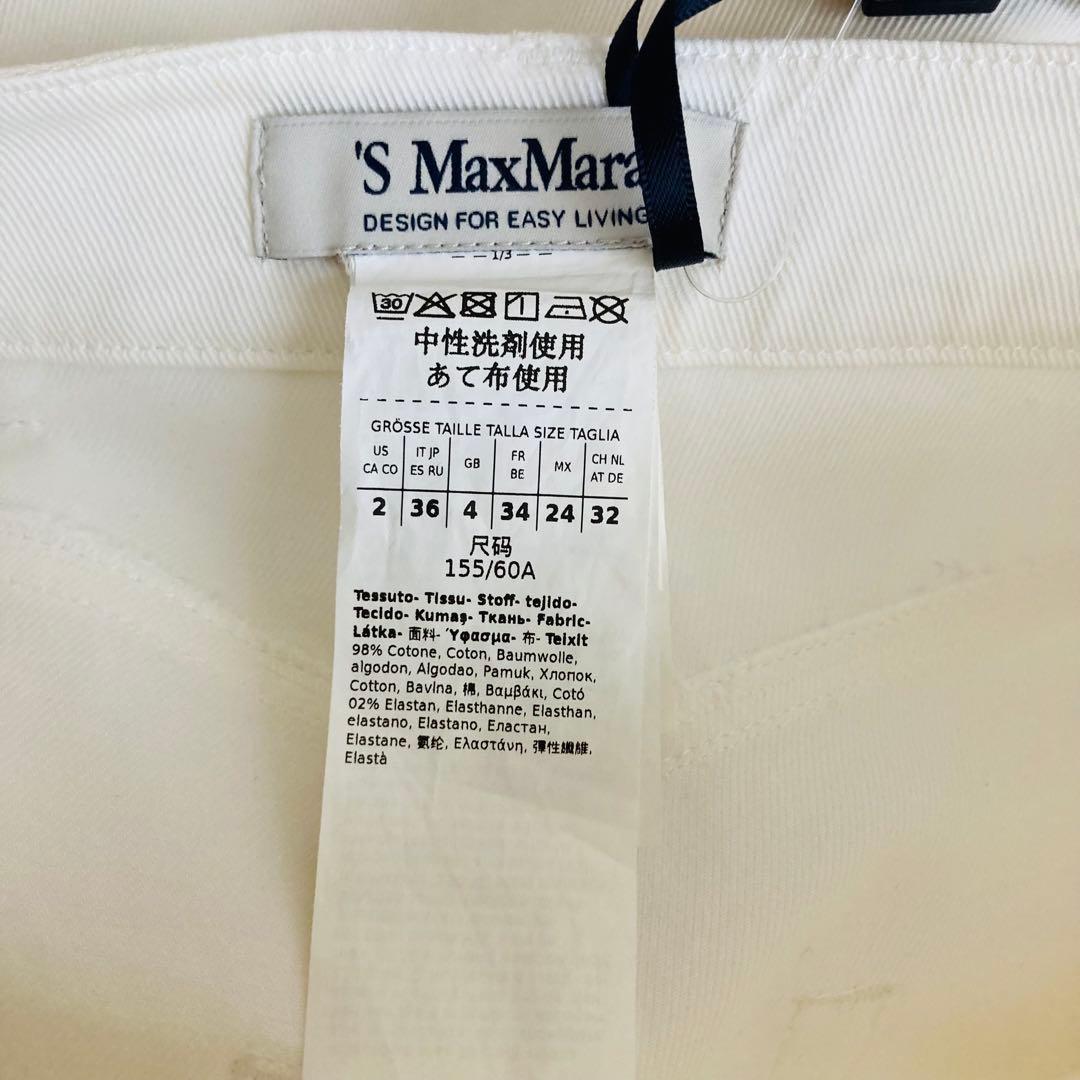 'S MaxMara
DESIGN FOR EASY LIVING
— — 1/3 — —
30
中性洗剤使用
あて布使用
GRÖSSE TAILLE TALLA SIZE TAGLIA
US CA CO IT JP ES RU GB FR BE MX CH NL AT DE
2 36 4 34 24 32
尺码
155/60A
Tessuto- Tissu- Stoff- tejido-
Tecido- Kumaş- Ткань- Fabric-
Látka- 面料- Ύφασμα- 布- Teixit
98% Cotone, Coton, Baumwolle,
algodon, Algodao, Pamuk, Хлопок,
Cotton, Bavlna, 棉, Βαμβάκι, Cotó
02% Elastan, Elasthanne, Elasthan,
elastano, Elastano, Еластан,
Elastane, 氨纶, Ελαστάνη, 彈性纖維,
Elastà